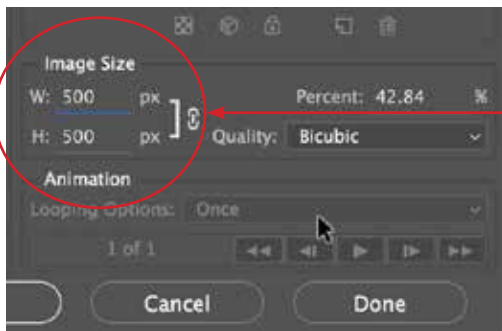 Image Size
W: 500 px Percent: 42.84 %
H: 500 px Quality: Bicubic
Animation
Looping Options: Once
1 of 1
Cancel Done